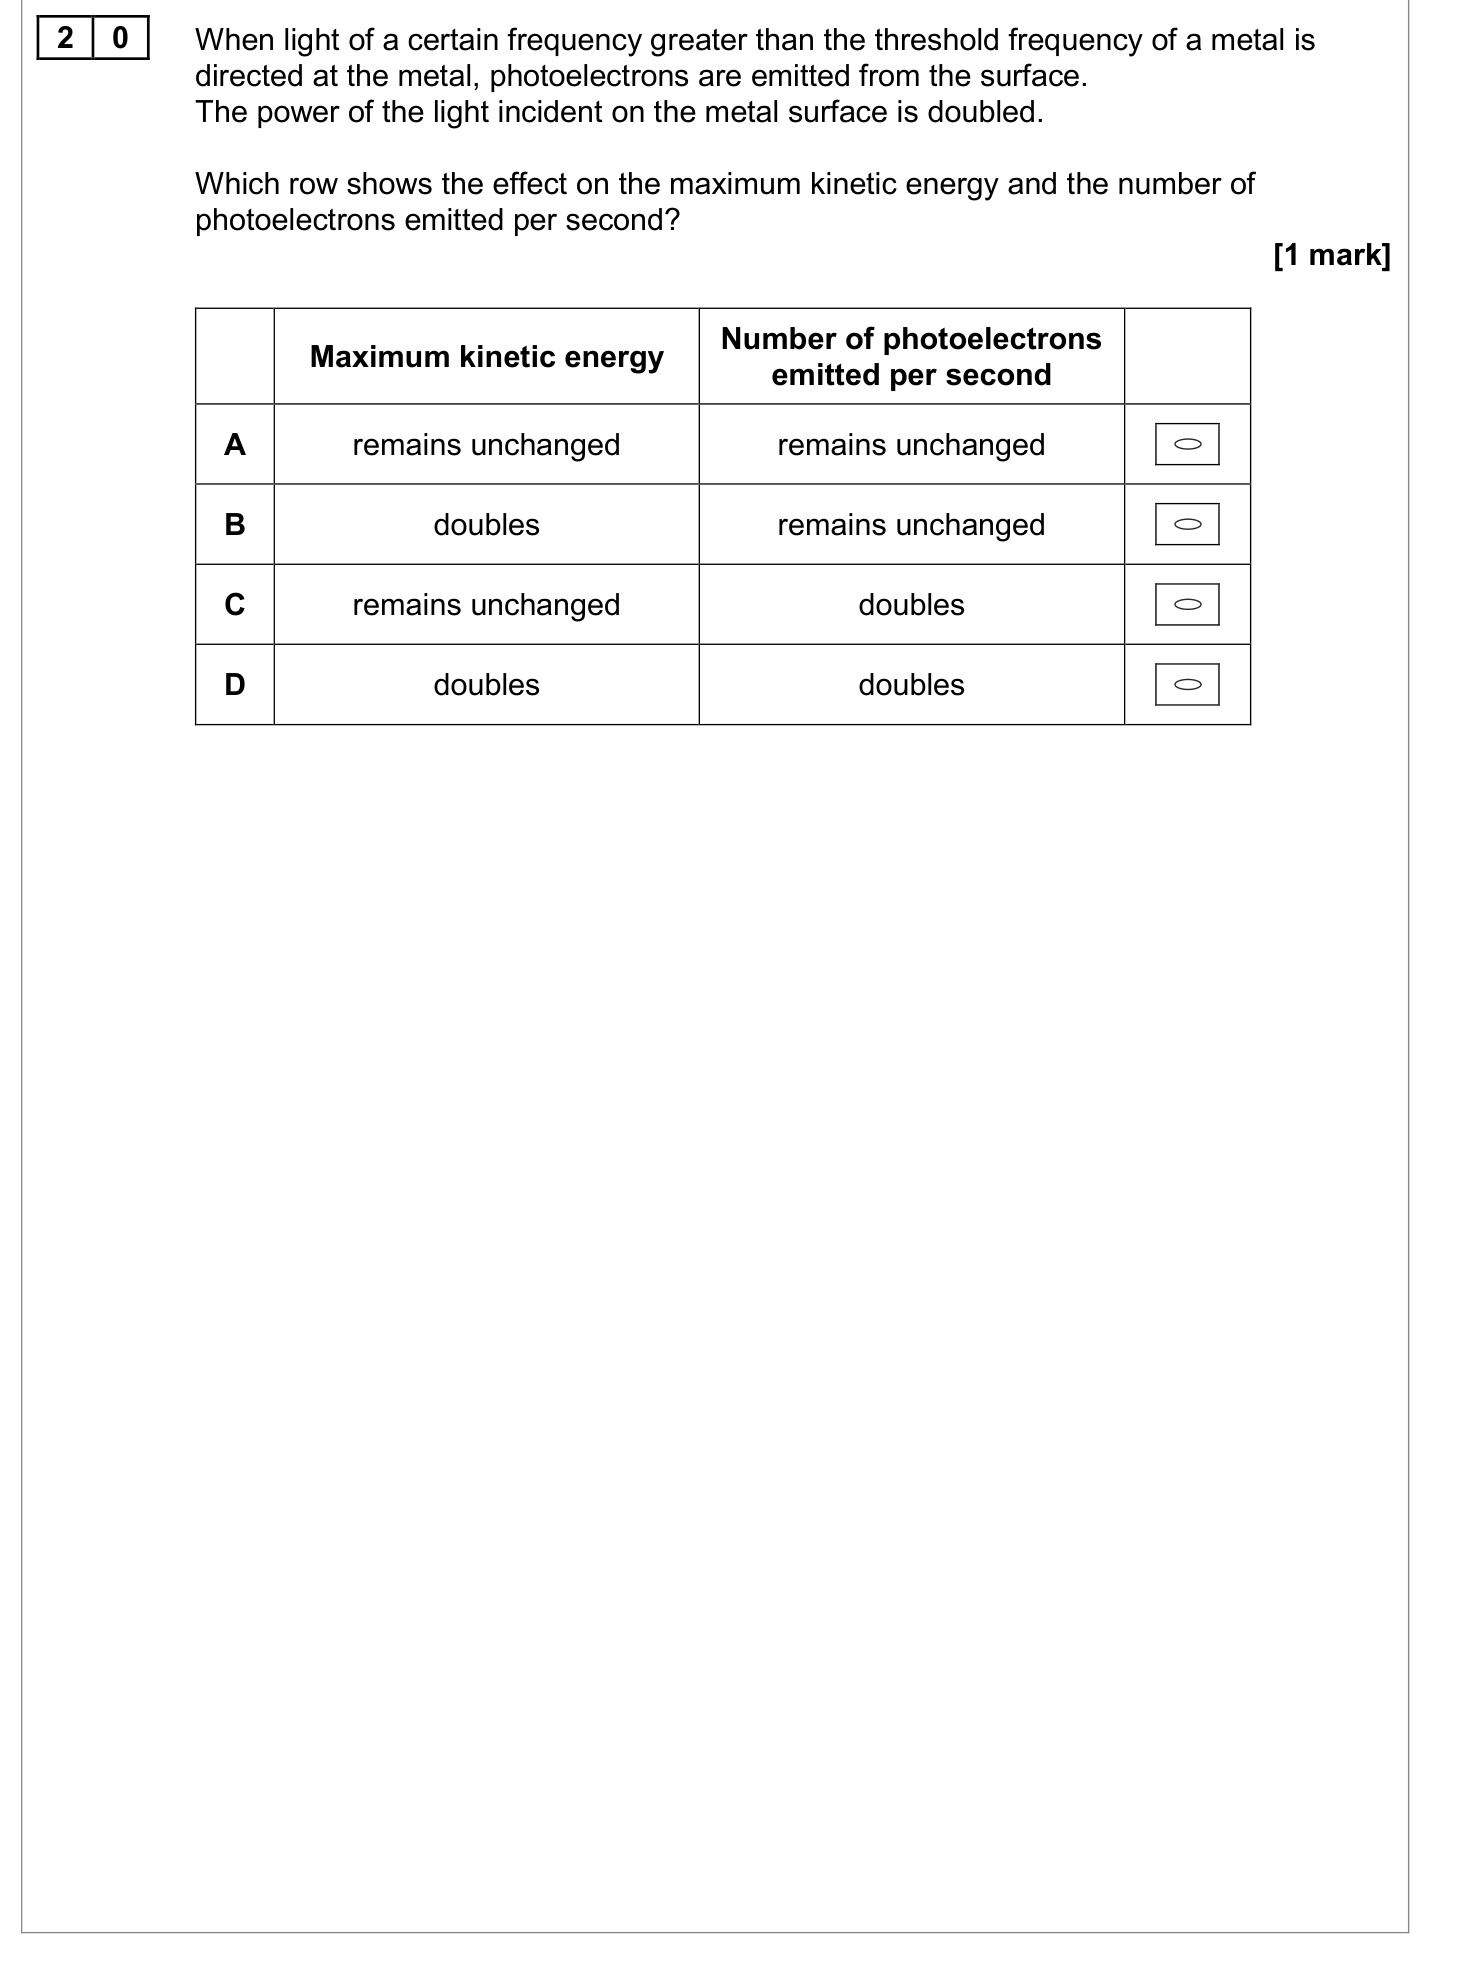 2 0
When light of a certain frequency greater than the threshold frequency of a metal is
directed at the metal, photoelectrons are emitted from the surface.
The power of the light incident on the metal surface is doubled.
Which row shows the effect on the maximum kinetic energy and the number of
photoelectrons emitted per second?
[1 mark]
Maximum kinetic energy
Number of photoelectrons
emitted per second
A remains unchanged remains unchanged
B doubles remains unchanged
C remains unchanged doubles
D doubles doubles